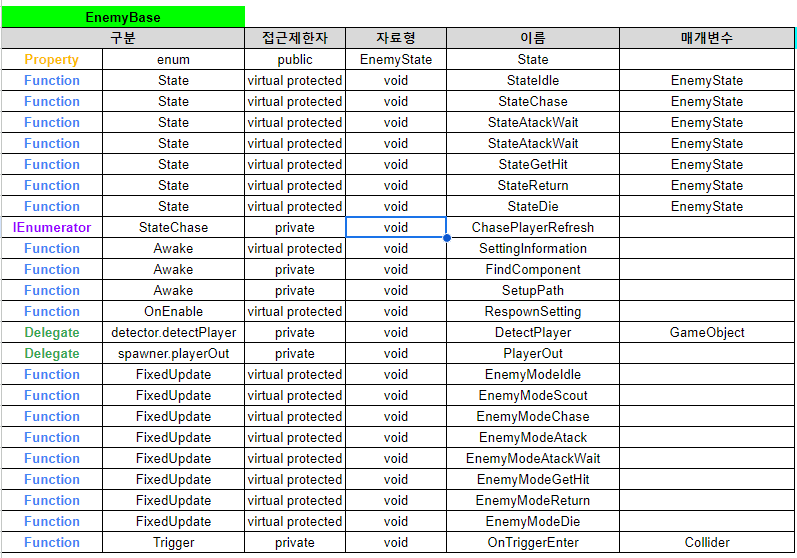 EnemyBase
구분 접근제한자 자료형 이름 매개변수
Property enum public EnemyState State
Function State virtual protected void StateIdle EnemyState
Function State virtual protected void StateChase EnemyState
Function State virtual protected void StateAtackWait EnemyState
Function State virtual protected void StateAtackWait EnemyState
Function State virtual protected void StateGetHit EnemyState
Function State virtual protected void StateReturn EnemyState
Function State virtual protected void StateDie EnemyState
IEnumerator StateChase private void ChasePlayerRefresh
Function Awake virtual protected void SettingInformation
Function Awake private void FindComponent
Function Awake private void SetupPath
Function OnEnable virtual protected void RespownSetting
Delegate detector.detectPlayer private void DetectPlayer GameObject
Delegate spawner.playerOut private void PlayerOut
Function FixedUpdate virtual protected void EnemyModeIdle
Function FixedUpdate virtual protected void EnemyModeScout
Function FixedUpdate virtual protected void EnemyModeChase
Function FixedUpdate virtual protected void EnemyModeAtack
Function FixedUpdate virtual protected void EnemyModeAtackWait
Function FixedUpdate virtual protected void EnemyModeGetHit
Function FixedUpdate virtual protected void EnemyModeReturn
Function FixedUpdate virtual protected void EnemyModeDie
Function Trigger private void OnTriggerEnter Collider